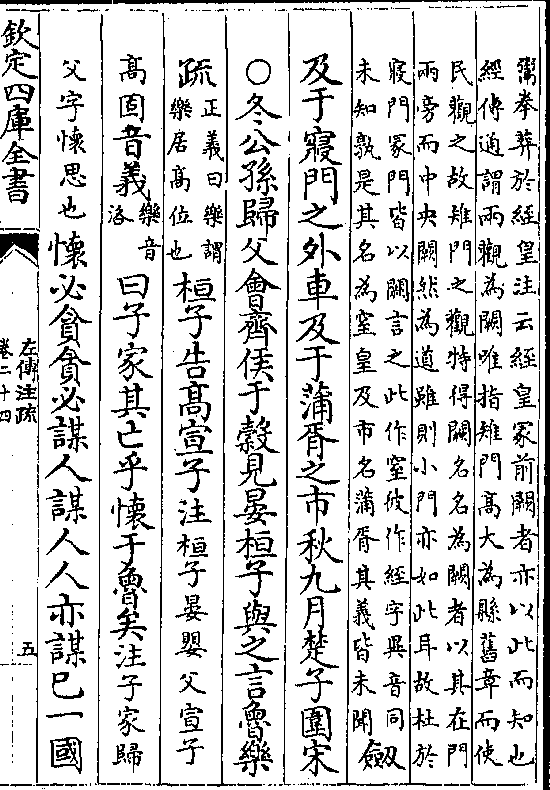 鬻拳葬於經皇注云經皇冢前闕者亦以此而知也
經傳通謂兩觀為闕唯指雉門髙大為縣舊章而使
民觀之故雉門之觀特得闕名名為闕者以其在門
兩旁而中央闕然為道雖則小門亦如此耳故杜於
寢門冢門皆以闕言之此作窒彼作經字異音同
未知孰是其名為窒皇及市名蒲胥其義皆未聞
劔
及于寢門之外車及于蒲胥之市秋九月楚子圍宋
○冬公孫歸父會齊侯于穀見晏桓子與之言魯樂
疏
正義曰樂謂
樂居髙位也
桓子告髙宣子注桓子晏嬰父宣子
髙固音義
樂音
洛
曰子家其亡乎懷于魯矣注子家歸
父字懷思也懷必貪貪必謀人謀人人亦謀已一國
欽定四庫全書
左傳注疏
卷二十四
五